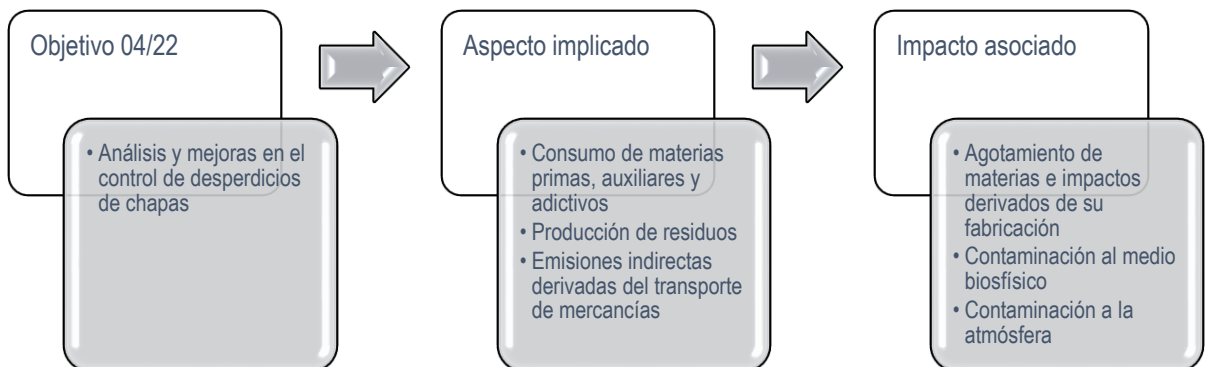 Objetivo 04/22
• Análisis y mejoras en el
control de desperdicios
de chapas
Aspecto implicado
• Consumo de materias
primas, auxiliares y
adictivos
• Producción de residuos
• Emisiones indirectas
derivadas del transporte
de mercancías
Impacto asociado
• Agotamiento de
materias e impactos
derivados de su
fabricación
• Contaminación al medio
biosfísico
• Contaminación a la
atmósfera